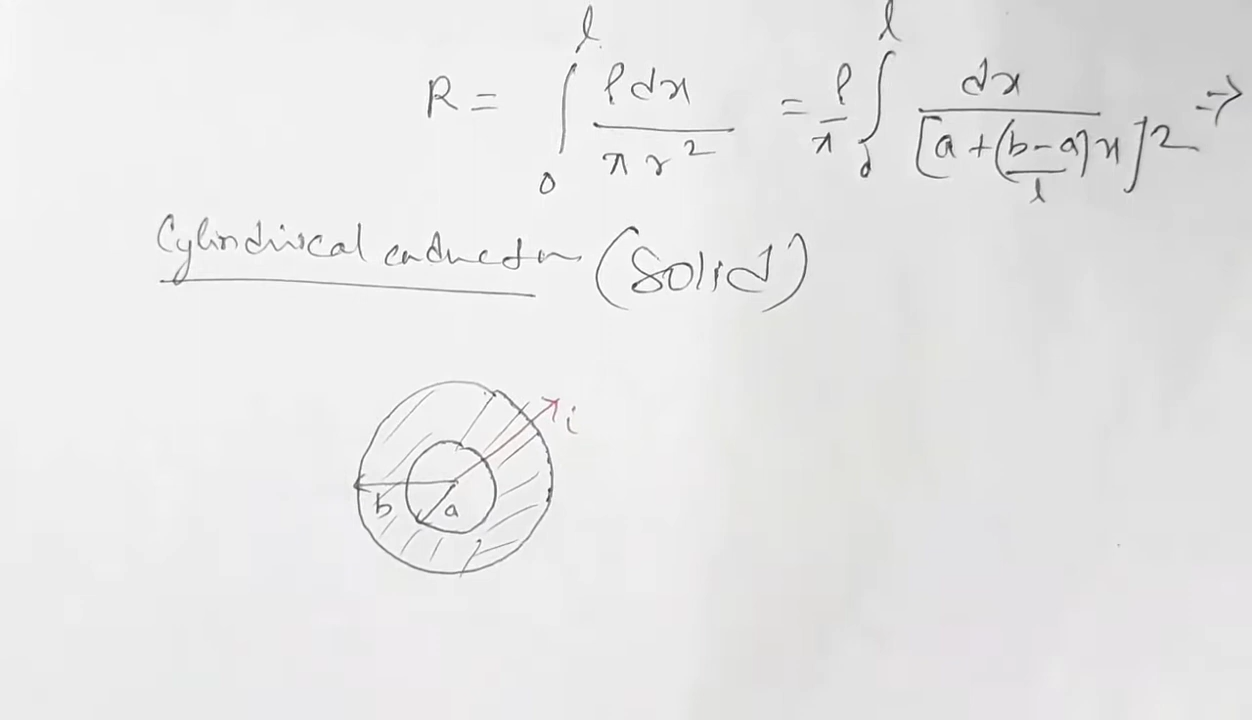 R = ∫₀ˡ ρdx / πr² = ρ/π ∫₀ˡ dx / [a + (b-a)x / l]² ⇒
Cylindrical conductor (Solid)
i
b a